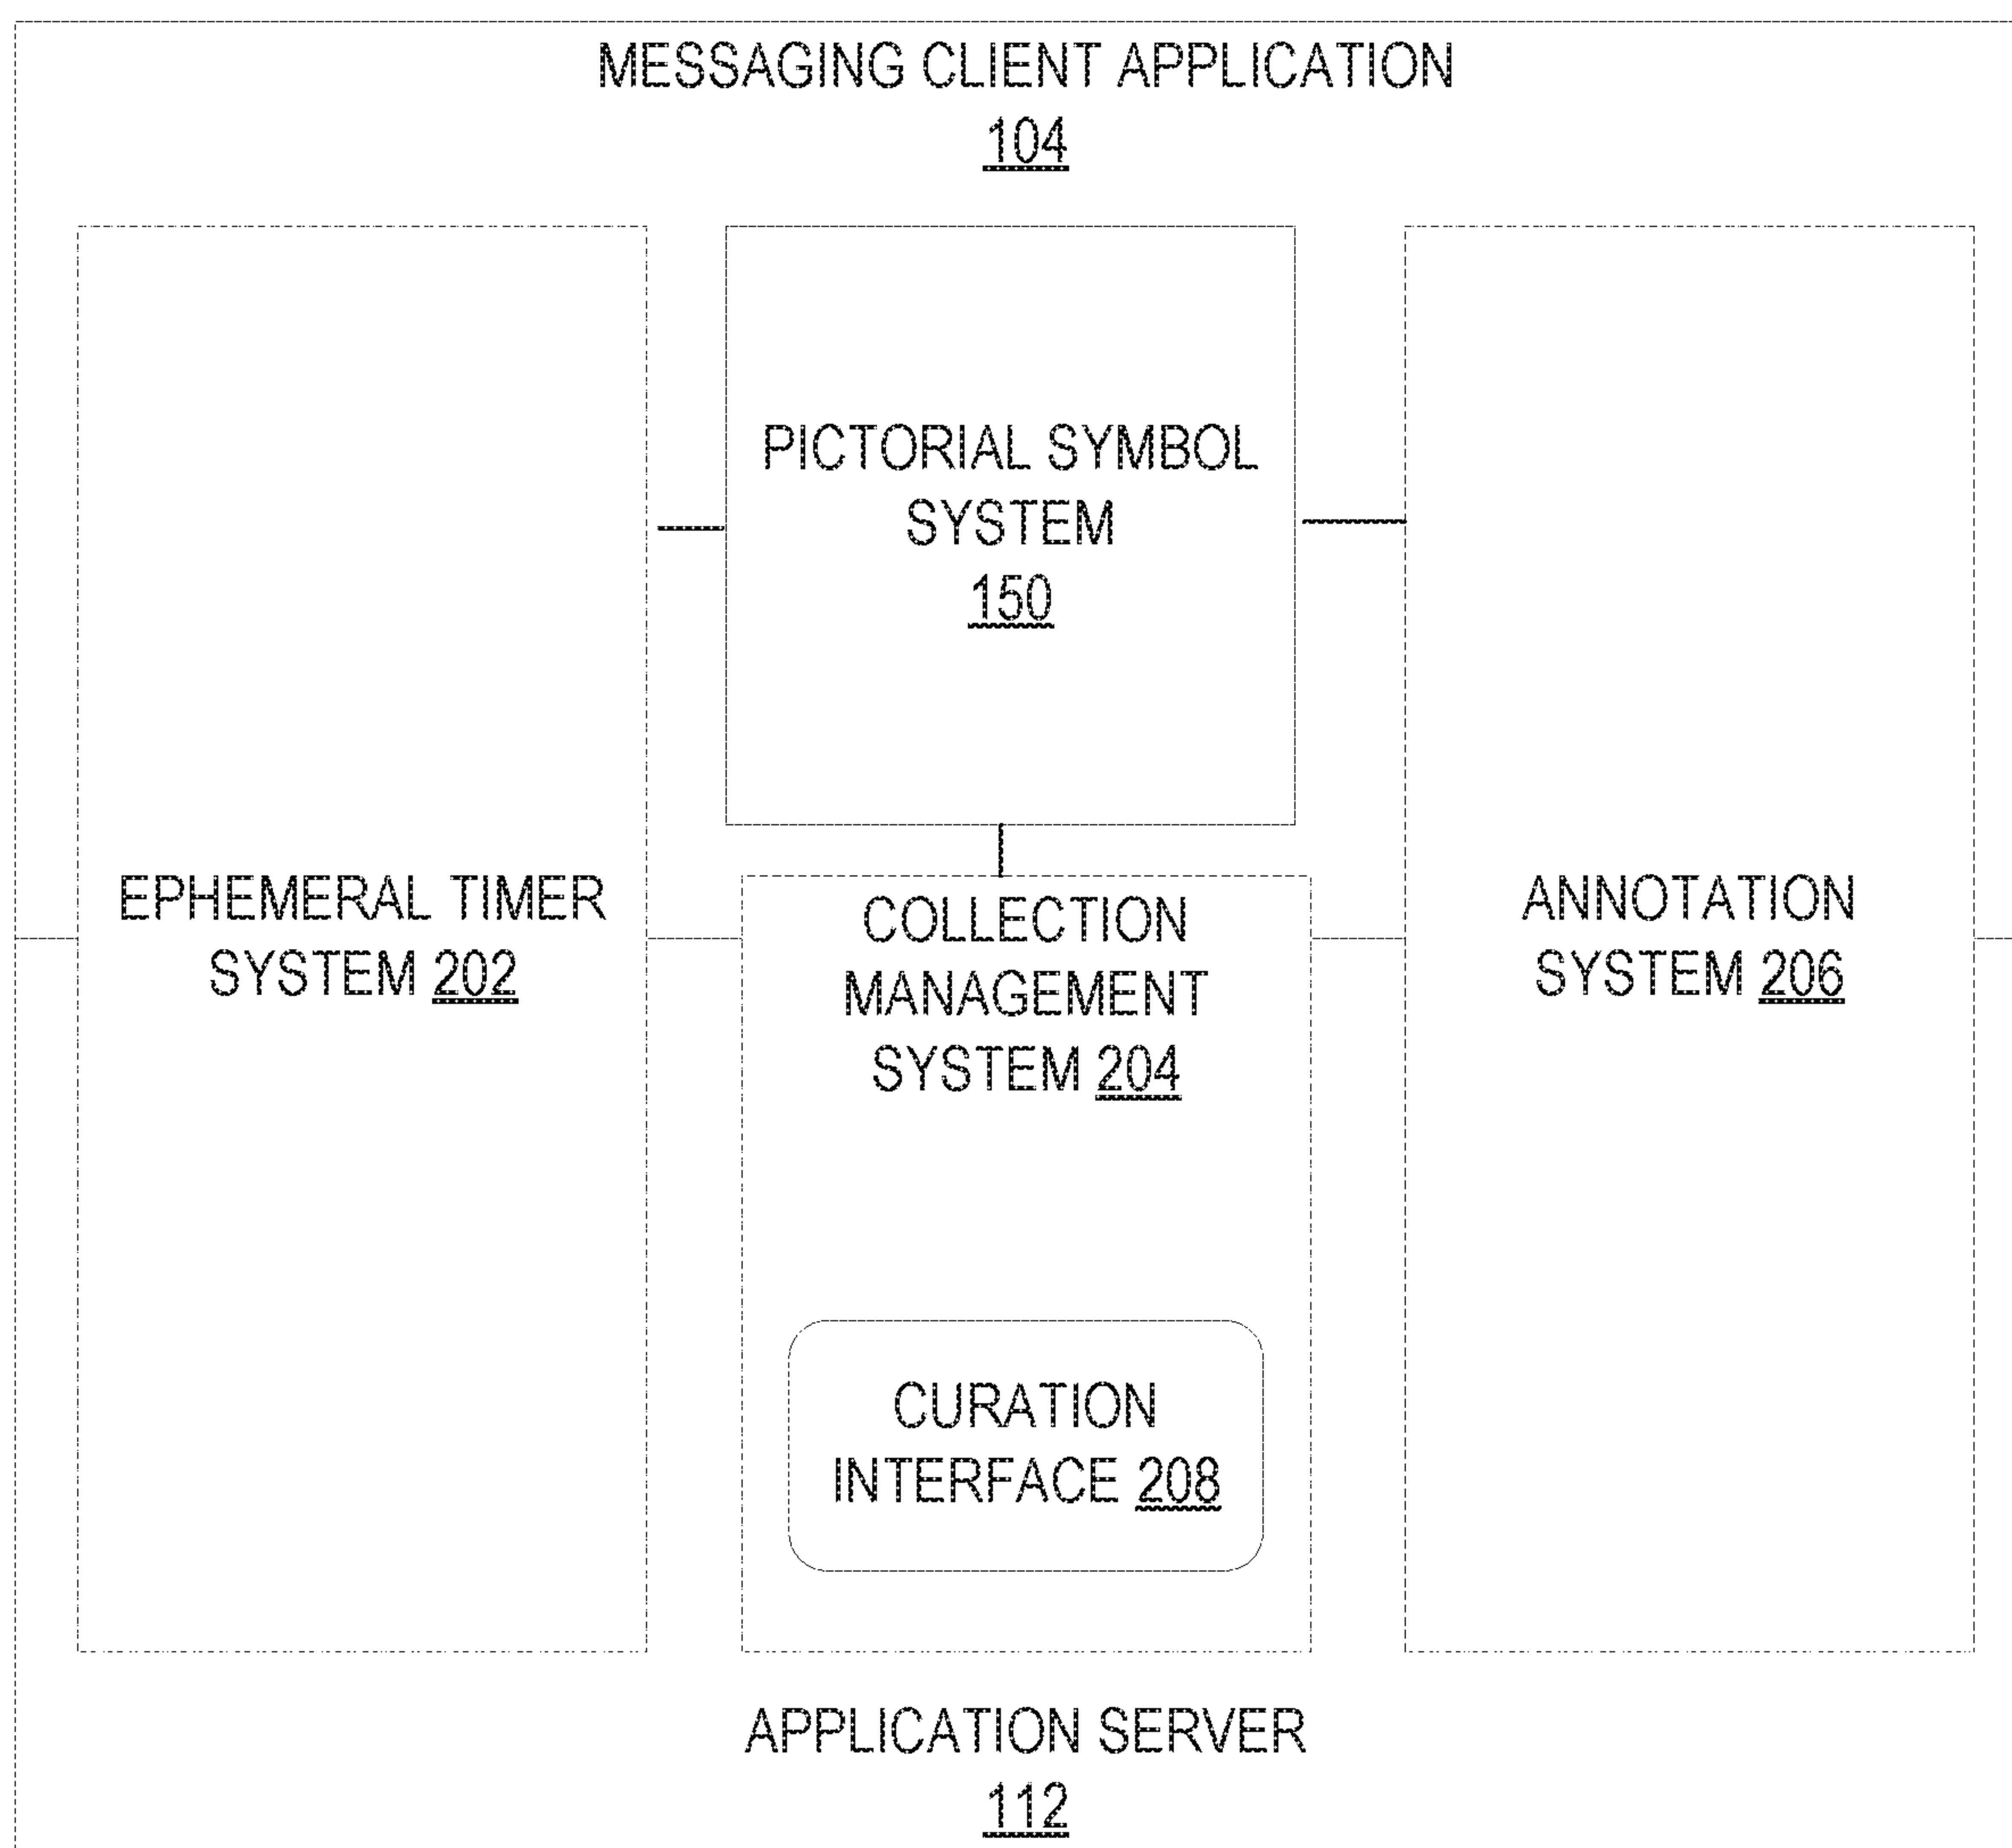 MESSAGING CLIENT APPLICATION
104
PICTORIAL SYMBOL
SYSTEM
150
EPHEMERAL TIMER
SYSTEM 202
COLLECTION
MANAGEMENT
SYSTEM 204
ANNOTATION
SYSTEM 206
CURATION
INTERFACE 208
APPLICATION SERVER
112